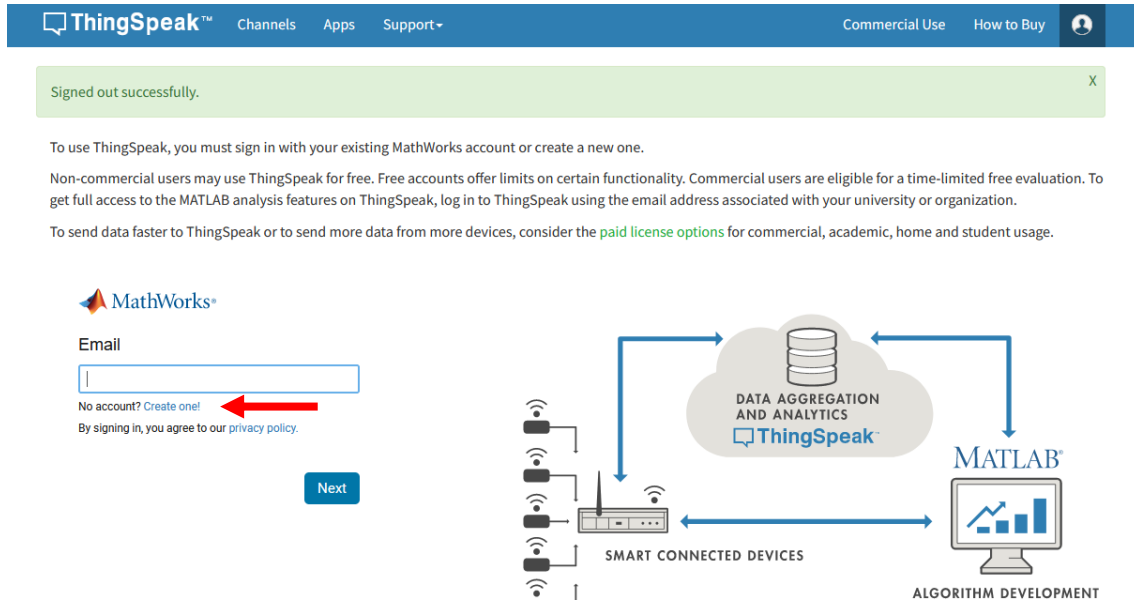 ThingSpeak™ Channels Apps Support Commercial Use How to Buy
Signed out successfully. X
To use ThingSpeak, you must sign in with your existing MathWorks account or create a new one.
Non-commercial users may use ThingSpeak for free. Free accounts offer limits on certain functionality. Commercial users are eligible for a time-limited free evaluation. To
get full access to the MATLAB analysis features on ThingSpeak, log in to ThingSpeak using the email address associated with your university or organization.
To send data faster to ThingSpeak or to send more data from more devices, consider the paid license options for commercial, academic, home and student usage.
MathWorks®
Email
No account? Create one!
By signing in, you agree to our privacy policy.
Next
DATA AGGREGATION
AND ANALYTICS
ThingSpeak™
MATLAB®
SMART CONNECTED DEVICES
ALGORITHM DEVELOPMENT